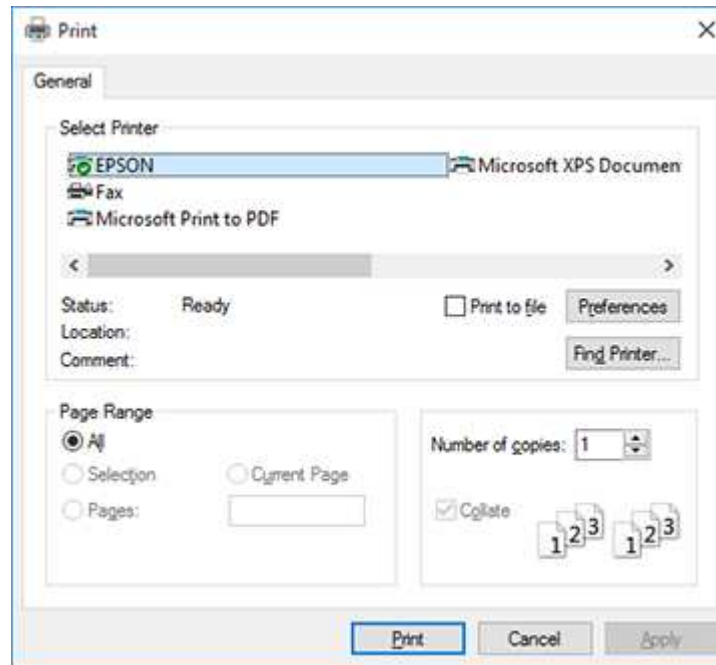 Print
General
Select Printer
EPSON Microsoft XPS Documen
Fax
Microsoft Print to PDF
Status: Ready Print to file Preferences
Location:
Comment: Find Printer...
Page Range
All Number of copies: 1
Selection Current Page
Pages: Collate 1 2 3 1 2 3
Print Cancel Apply